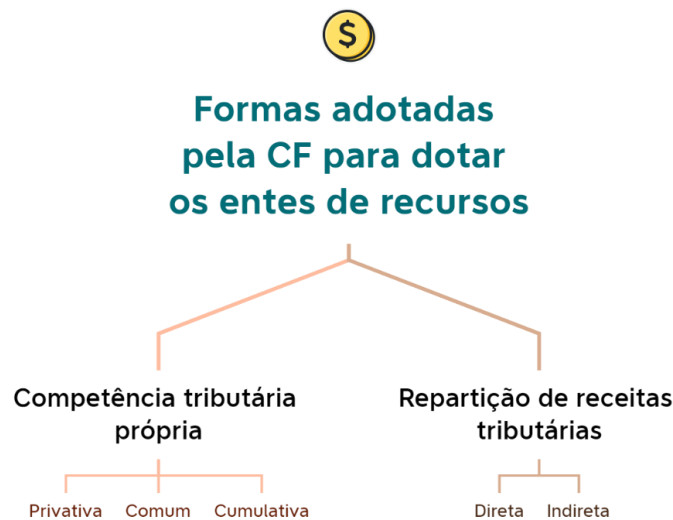 $
Formas adotadas
pela CF para dotar
os entes de recursos
Competência tributária
própria
Repartição de receitas
tributárias
Privativa Comum Cumulativa
Direta Indireta